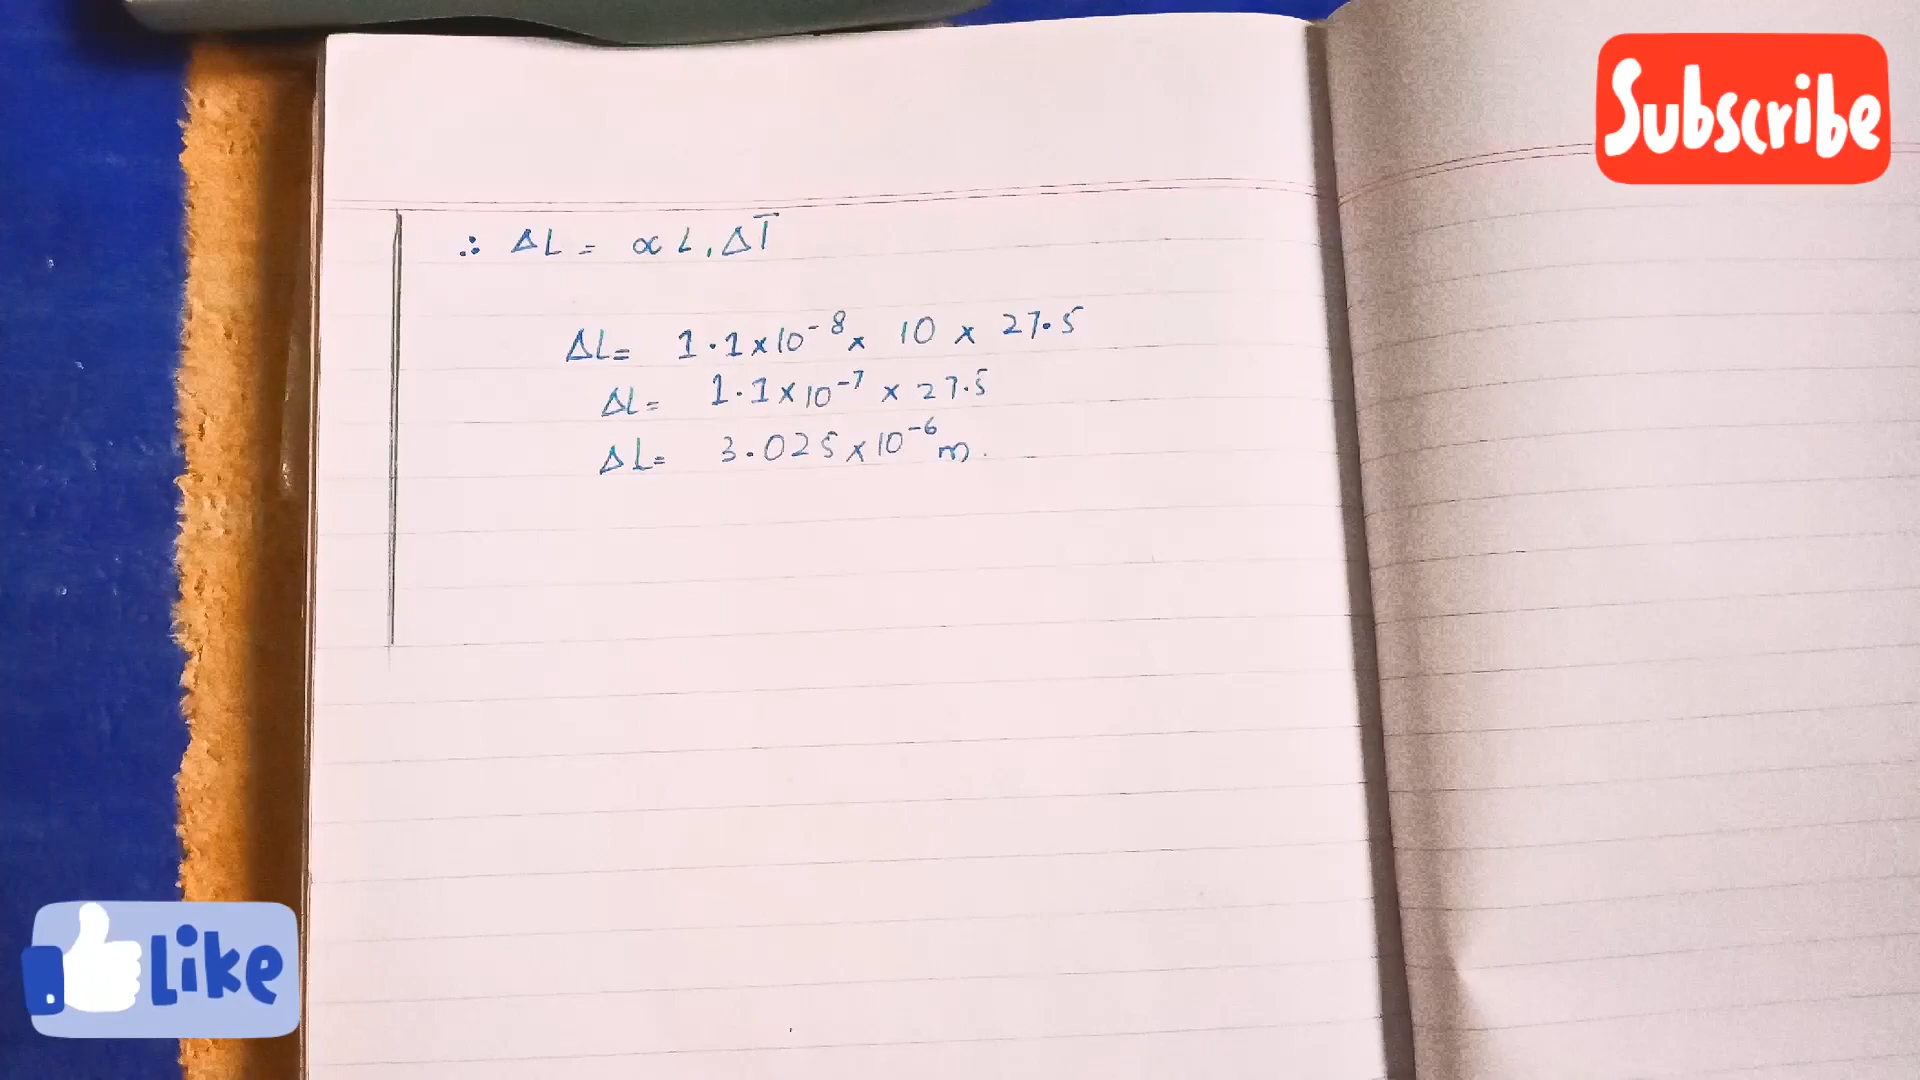 Subscribe
∴ ΔL = ∝ L₁ ΔT
ΔL = 1.1 × 10⁻⁸ × 10 × 27.5
ΔL = 1.1 × 10⁻⁷ × 27.5
ΔL = 3.025 × 10⁻⁶ m.
Like